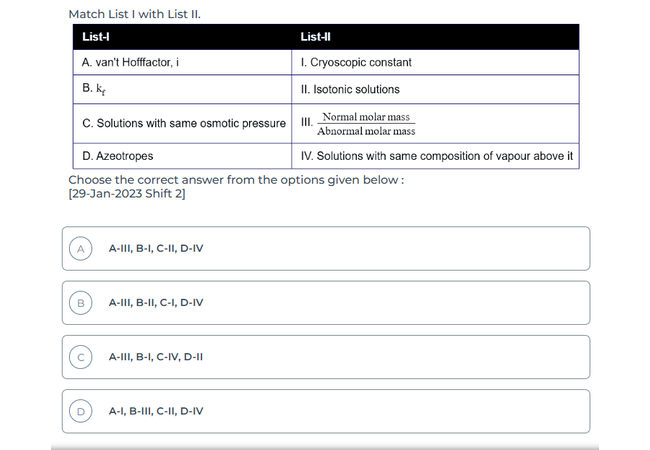 Match List I with List II.
List-I List-II
A. van't Hofffactor, i I. Cryoscopic constant
B. k_f II. Isotonic solutions
C. Solutions with same osmotic pressure III. Normal molar mass / Abnormal molar mass
D. Azeotropes IV. Solutions with same composition of vapour above it
Choose the correct answer from the options given below :
[29-Jan-2023 Shift 2]
A A-III, B-I, C-II, D-IV
B A-III, B-II, C-I, D-IV
C A-III, B-I, C-IV, D-II
D A-I, B-III, C-II, D-IV